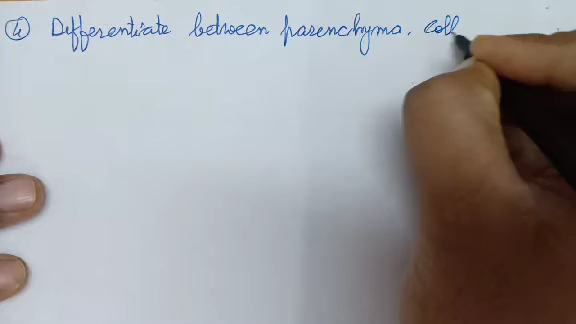 ④ Differentiate between parenchyma, coll